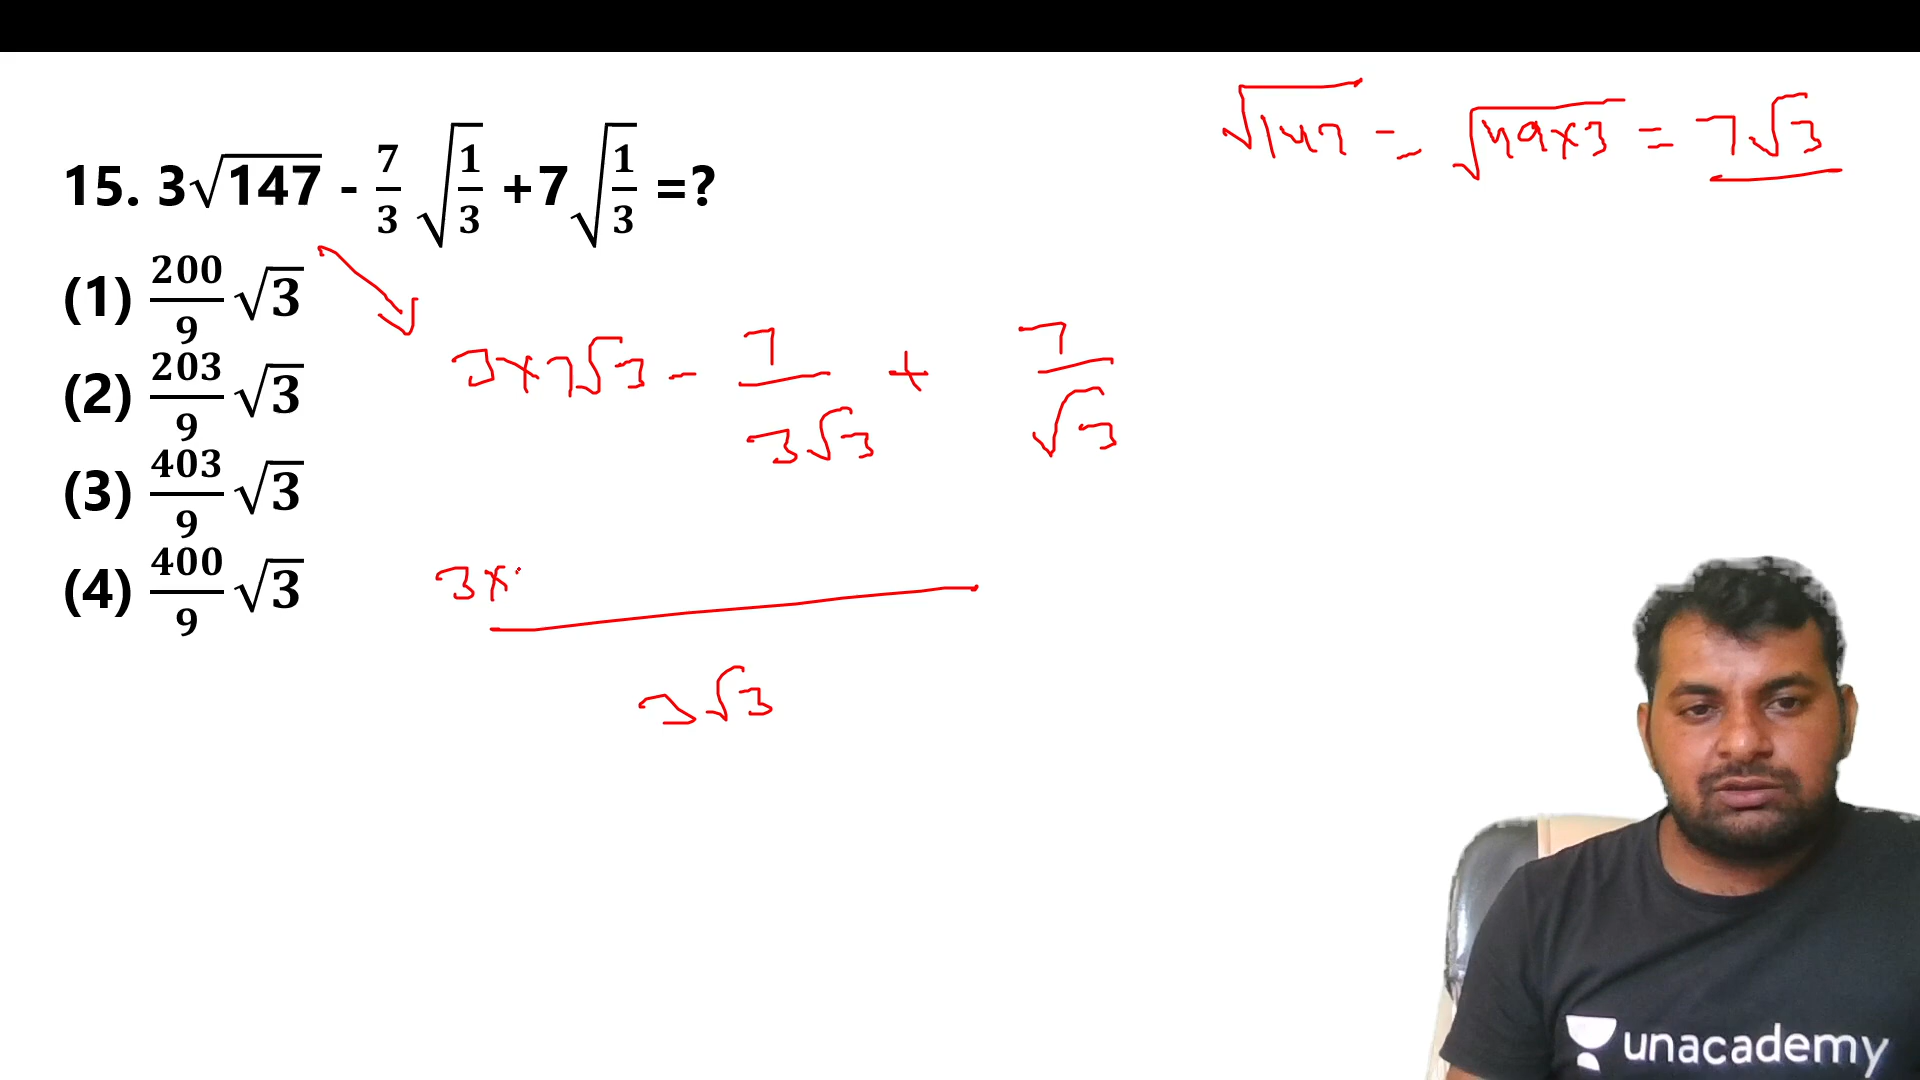 15. 3√147 - 7/3 √(1/3) +7√(1/3) =?
(1) 200/9 √3
(2) 203/9 √3
(3) 403/9 √3
(4) 400/9 √3
√147 = √49×3 = 7√3
3×7√3 - 7/3√3 + 7/√3
3×
3√3
unacademy